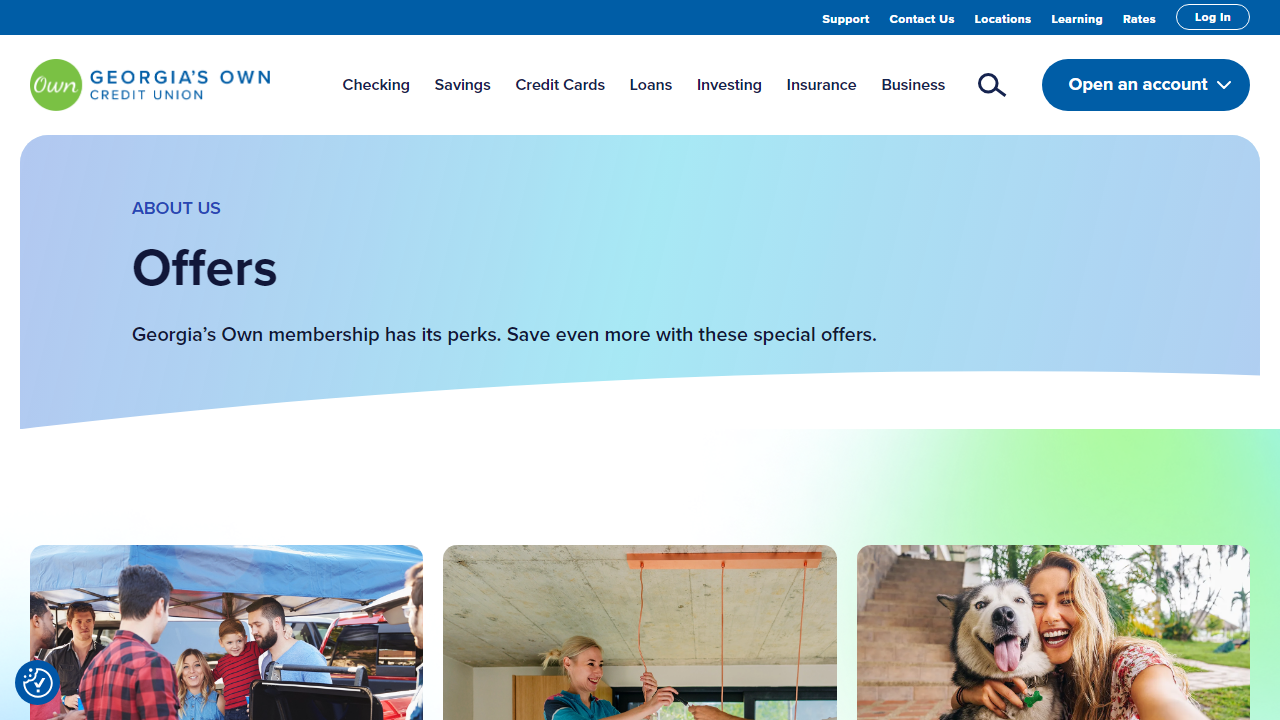 Support Contact Us Locations Learning Rates Log In
Own GEORGIA'S OWN
CREDIT UNION
Checking Savings Credit Cards Loans Investing Insurance Business Open an account
ABOUT US
Offers
Georgia's Own membership has its perks. Save even more with these special offers.